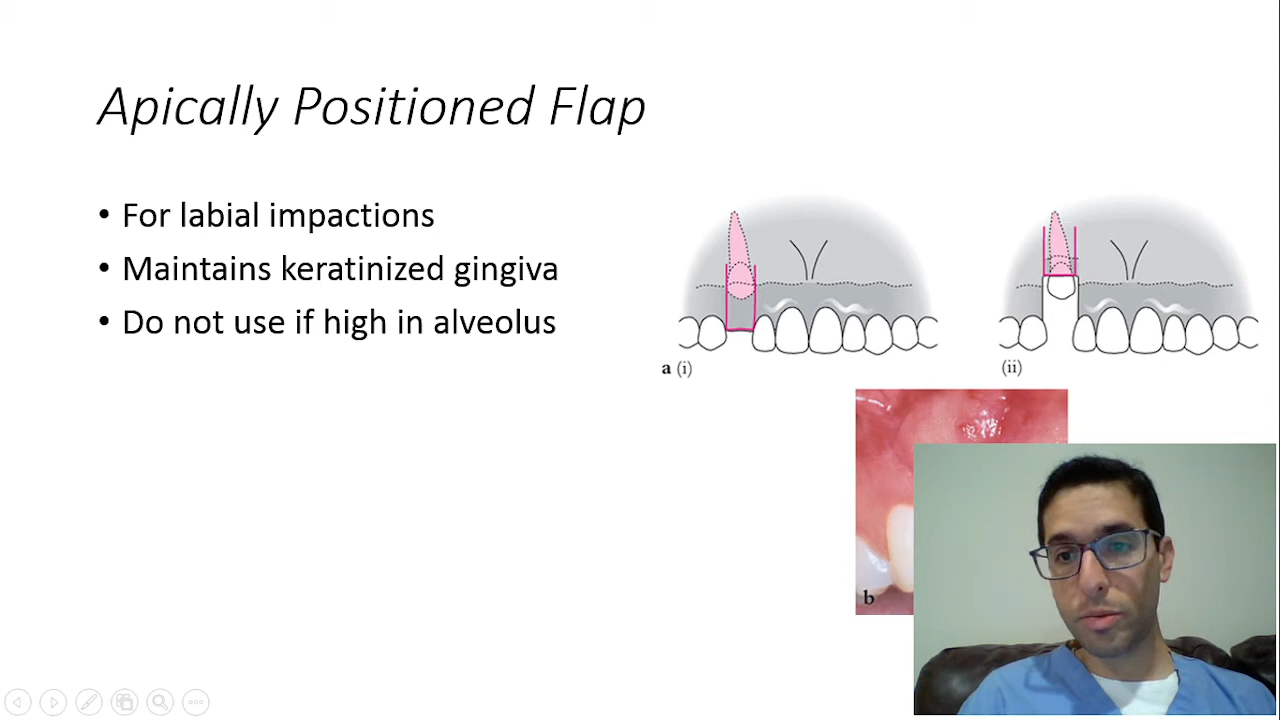 Apically Positioned Flap
• For labial impactions
• Maintains keratinized gingiva
• Do not use if high in alveolus
a (i)
(ii)
b